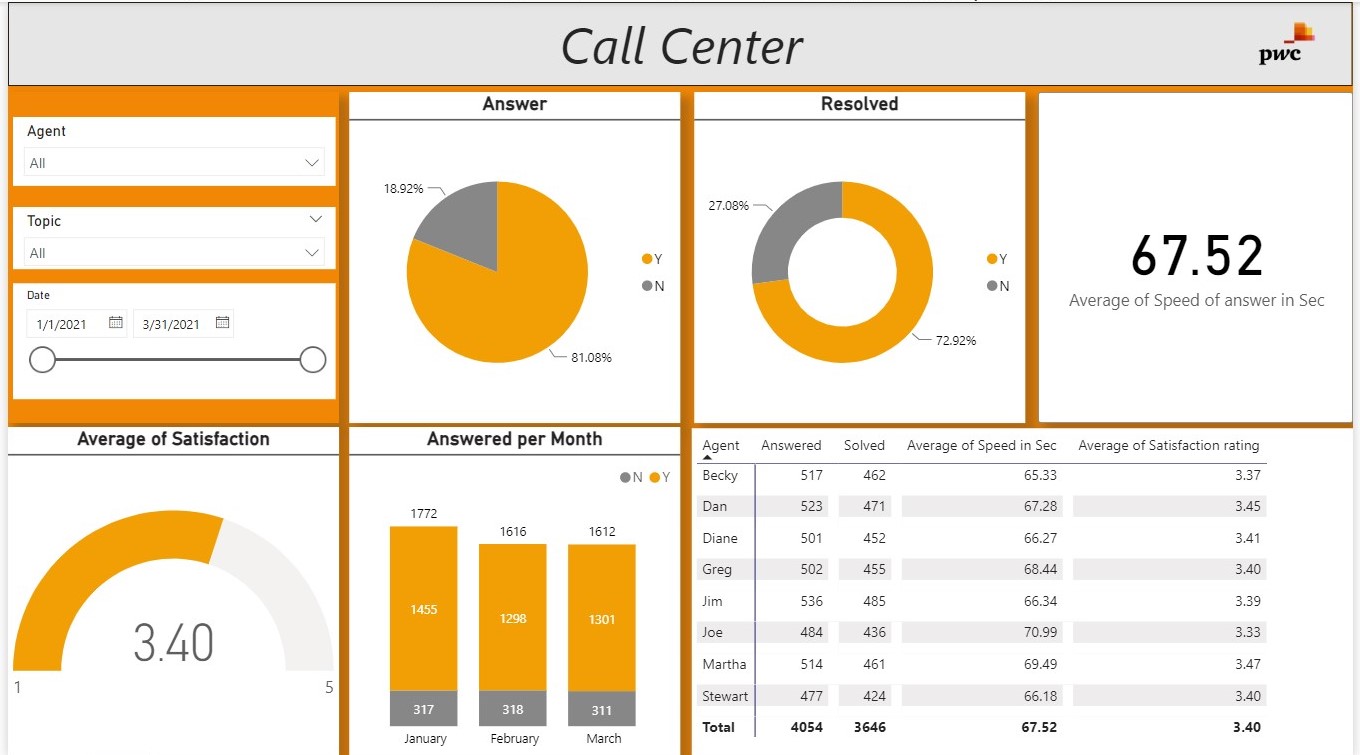 Call Center
pwc
Agent
All
Topic
All
Date
1/1/2021 3/31/2021
Answer
18.92%
81.08%
Y
N
Resolved
27.08%
72.92%
Y
N
67.52
Average of Speed of answer in Sec
Average of Satisfaction
3.40
1 5
Answered per Month
N Y
1772 1616 1612
1455 1298 1301
317 318 311
January February March
Agent Answered Solved Average of Speed in Sec Average of Satisfaction rating
Becky 517 462 65.33 3.37
Dan 523 471 67.28 3.45
Diane 501 452 66.27 3.41
Greg 502 455 68.44 3.40
Jim 536 485 66.34 3.39
Joe 484 436 70.99 3.33
Martha 514 461 69.49 3.47
Stewart 477 424 66.18 3.40
Total 4054 3646 67.52 3.40